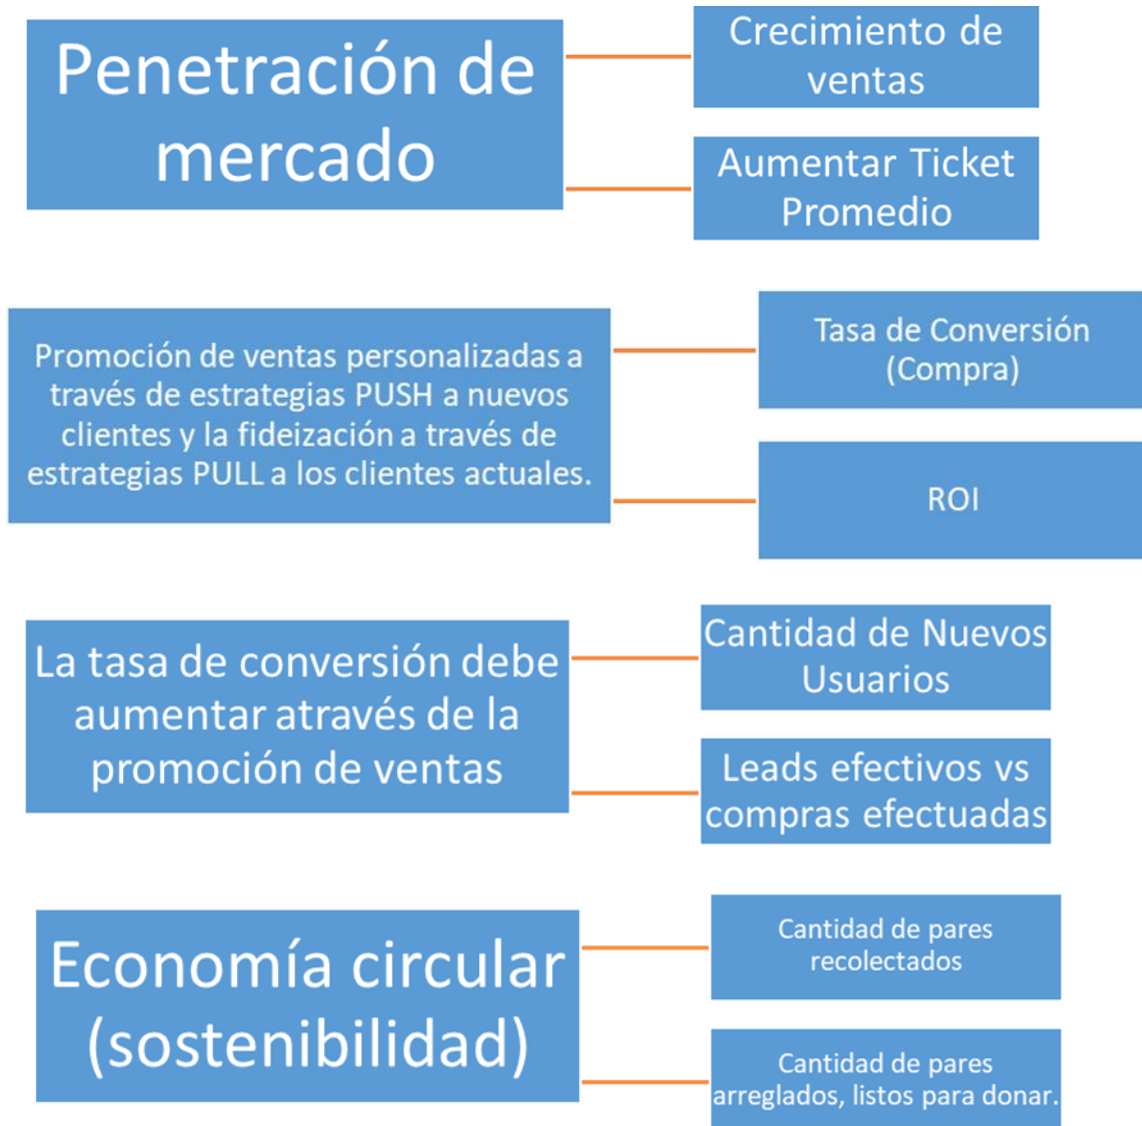 Penetración de
mercado
Crecimiento de
ventas
Aumentar Ticket
Promedio
Promoción de ventas personalizadas a
través de estrategias PUSH a nuevos
clientes y la fideización a través de
estrategias PULL a los clientes actuales.
Tasa de Conversión
(Compra)
ROI
La tasa de conversión debe
aumentar através de la
promoción de ventas
Cantidad de Nuevos
Usuarios
Leads efectivos vs
compras efectuadas
Economía circular
(sostenibilidad)
Cantidad de pares
recolectados
Cantidad de pares
arreglados, listos para donar.